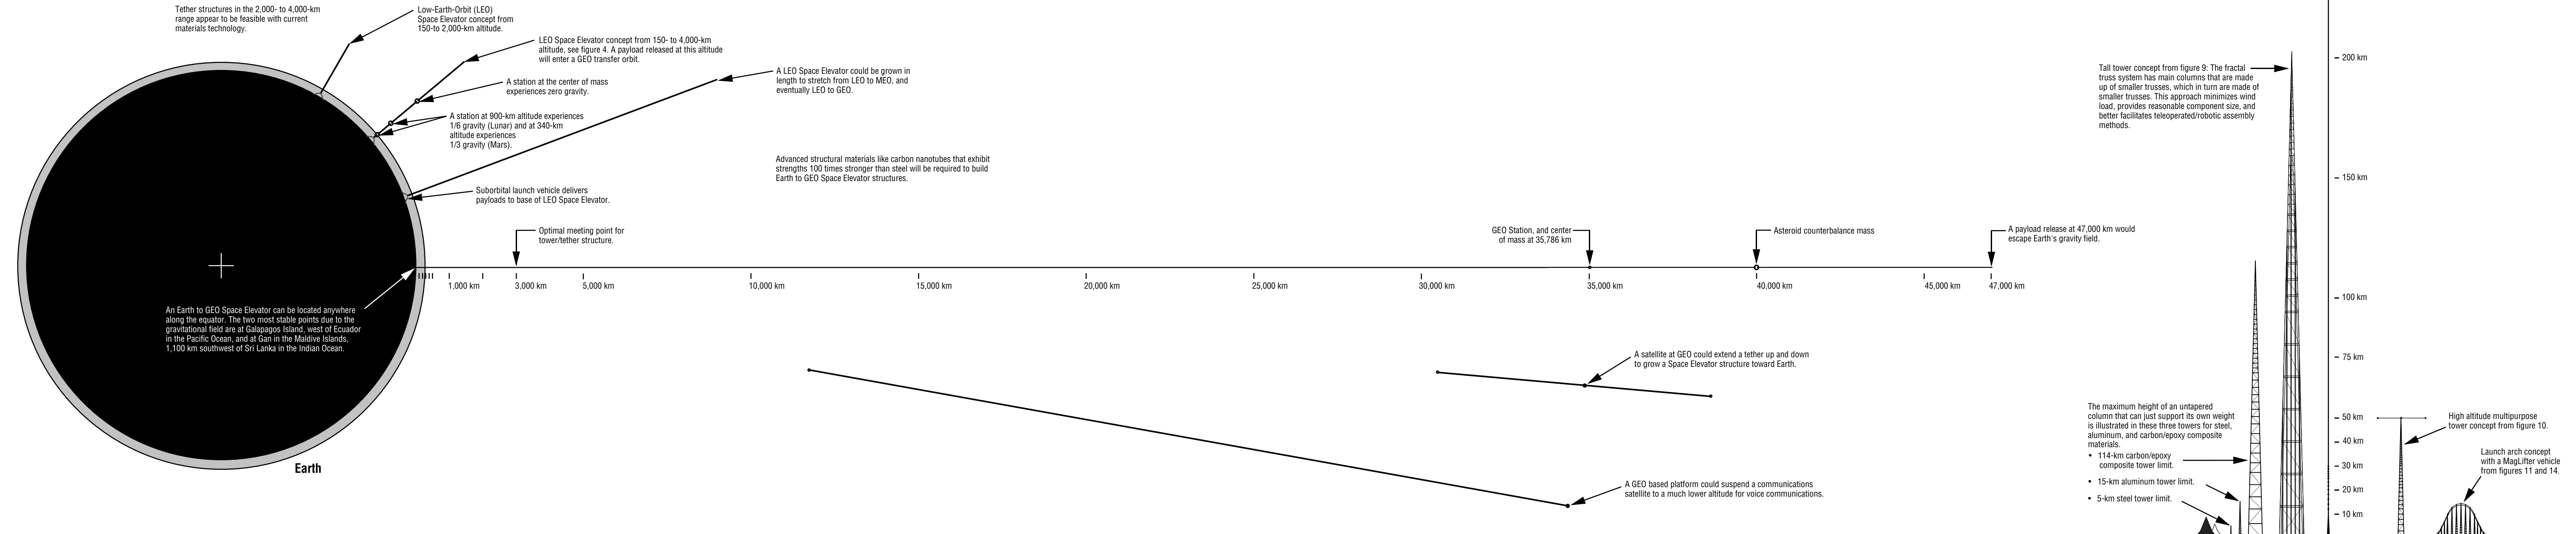 Tether structures in the 2,000- to 4,000-km
range appear to be feasible with current
materials technology.
Low-Earth-Orbit (LEO)
Space Elevator concept from
150-to 2,000-km altitude.
LEO Space Elevator concept from 150- to 4,000-km
altitude, see figure 4. A payload released at this altitude
will enter a GEO transfer orbit.
A station at the center of mass
experiences zero gravity.
A station at 900-km altitude experiences
1/6 gravity (Lunar) and at 340-km
altitude experiences
1/3 gravity (Mars).
A LEO Space Elevator could be grown in
length to stretch from LEO to MEO, and
eventually LEO to GEO.
Advanced structural materials like carbon nanotubes that exhibit
strengths 100 times stronger than steel will be required to build
Earth to GEO Space Elevator structures.
Suborbital launch vehicle delivers
payloads to base of LEO Space Elevator.
Optimal meeting point for
tower/tether structure.
GEO Station, and center
of mass at 35,786 km
Asteroid counterbalance mass
A payload release at 47,000 km would
escape Earth's gravity field.
1,000 km
3,000 km
5,000 km
10,000 km
15,000 km
20,000 km
25,000 km
30,000 km
35,000 km
40,000 km
45,000 km
47,000 km
An Earth to GEO Space Elevator can be located anywhere
along the equator. The two most stable points due to the
gravitational field are at Galapagos Island, west of Ecuador
in the Pacific Ocean, and at Gan in the Maldive Islands,
1,100 km southwest of Sri Lanka in the Indian Ocean.
Earth
A satellite at GEO could extend a tether up and down
to grow a Space Elevator structure toward Earth.
A GEO based platform could suspend a communications
satellite to a much lower altitude for voice communications.
Tall tower concept from figure 9: The fractal
truss system has main columns that are made
up of smaller trusses, which in turn are made of
smaller trusses. This approach minimizes wind
load, provides reasonable component size, and
better facilitates teleoperated/robotic assembly
methods.
The maximum height of an untapered
column that can just support its own weight
is illustrated in these three towers for steel,
aluminum, and carbon/epoxy composite
materials.
• 114-km carbon/epoxy
composite tower limit.
• 15-km aluminum tower limit.
• 5-km steel tower limit.
200 km
150 km
100 km
75 km
50 km
40 km
30 km
20 km
10 km
High altitude multipurpose
tower concept from figure 10.
Launch arch concept
with a MagLifter vehicle
from figures 11 and 14.